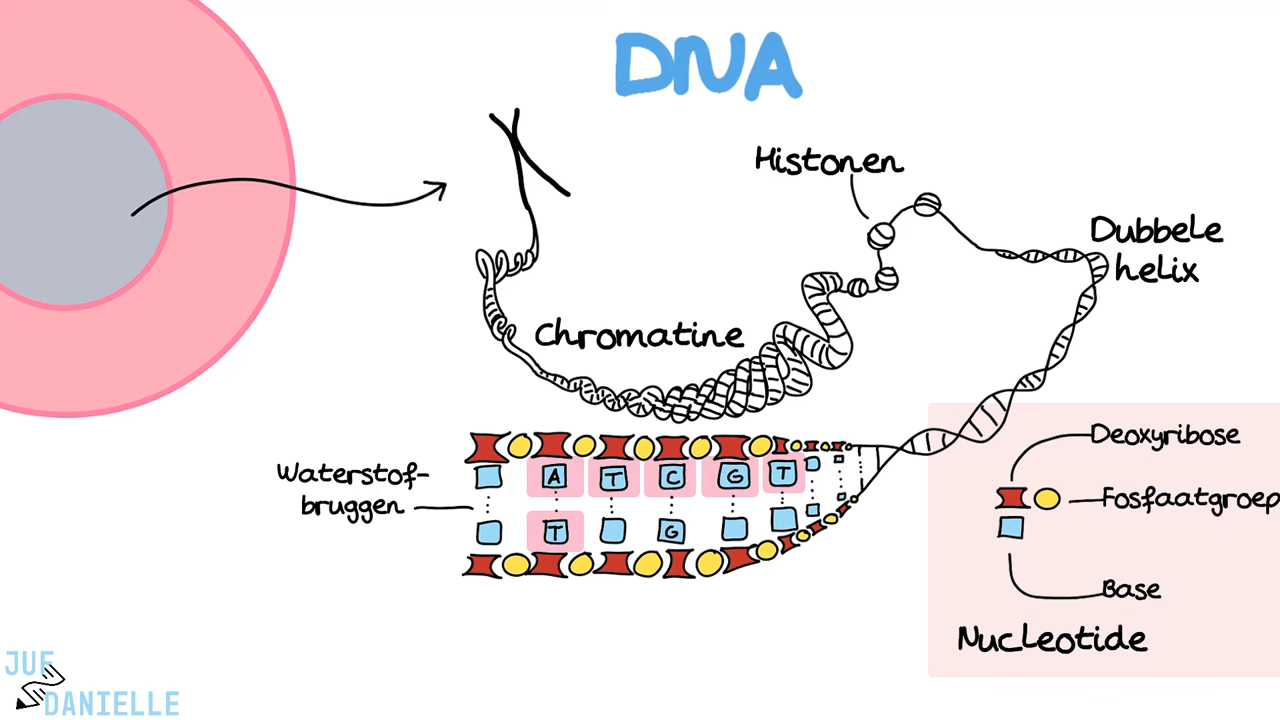 DNA
Histonen
Dubbele
helix
Chromatine
Waterstof-
bruggen
A T C G T
T G
Deoxyribose
Fosfaatgroep
Base
Nucleotide
JUF
DANIELLE